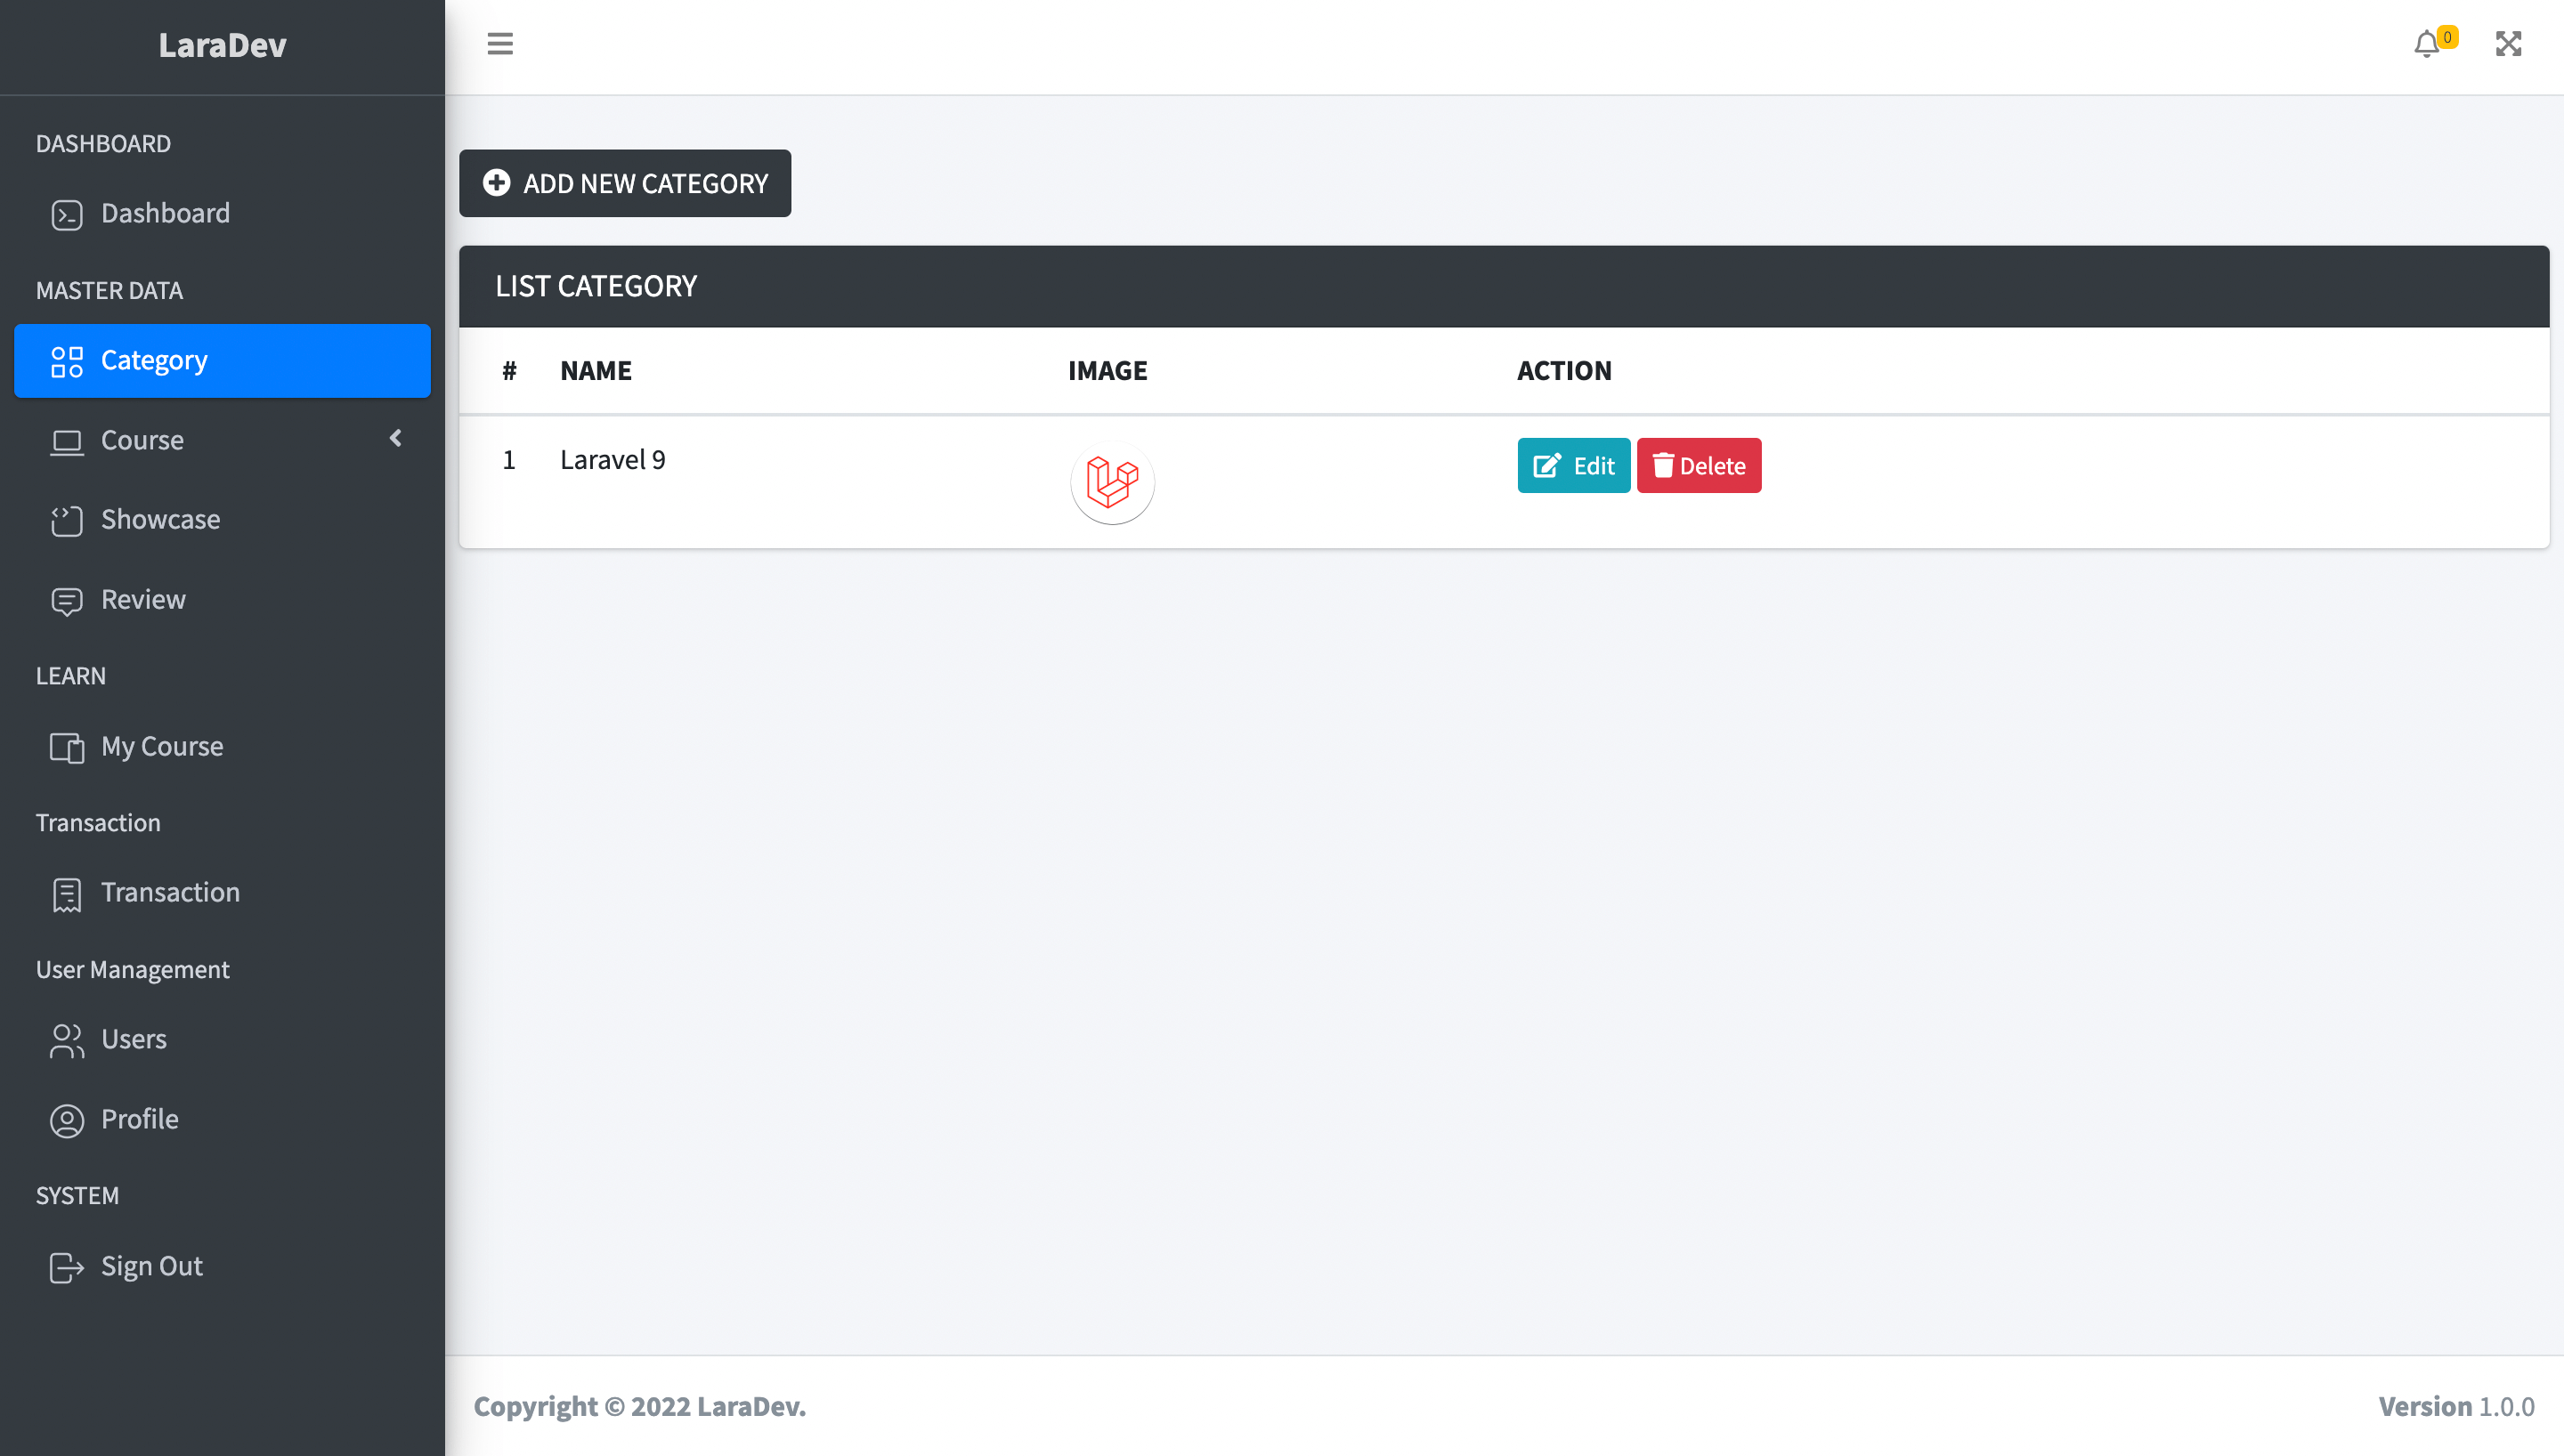 LaraDev
0
DASHBOARD
Dashboard
MASTER DATA
Category
Course
Showcase
Review
LEARN
My Course
Transaction
Transaction
User Management
Users
Profile
SYSTEM
Sign Out
ADD NEW CATEGORY
LIST CATEGORY
# NAME IMAGE ACTION
1 Laravel 9 Edit Delete
Copyright © 2022 LaraDev.
Version 1.0.0